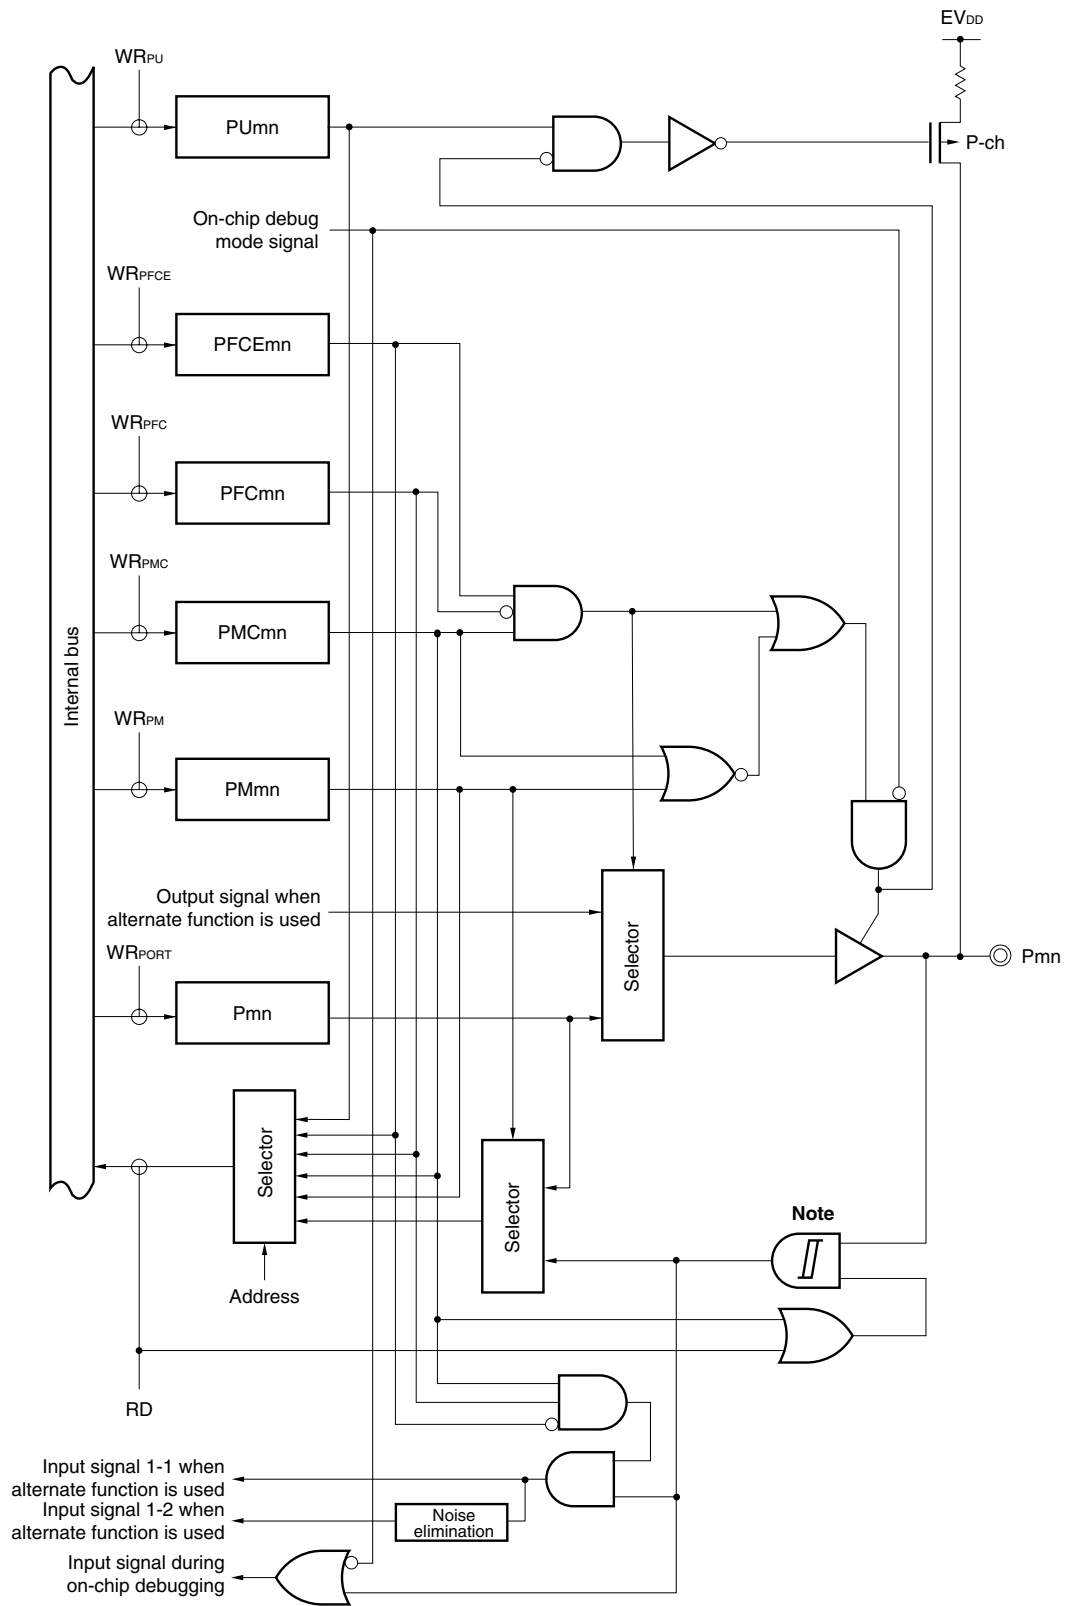 EVDD
WRPU
PUmn
P-ch
On-chip debug
mode signal
WRPFCE
PFCEmn
WRPFC
PFCmn
WRPMC
PMCmn
Internal bus
WRPM
PMmn
Output signal when
alternate function is used
Selector
WRPORT
Pmn
Pmn
Selector
Selector
Note
Address
RD
Input signal 1-1 when
alternate function is used
Input signal 1-2 when
alternate function is used
Noise
elimination
Input signal during
on-chip debugging